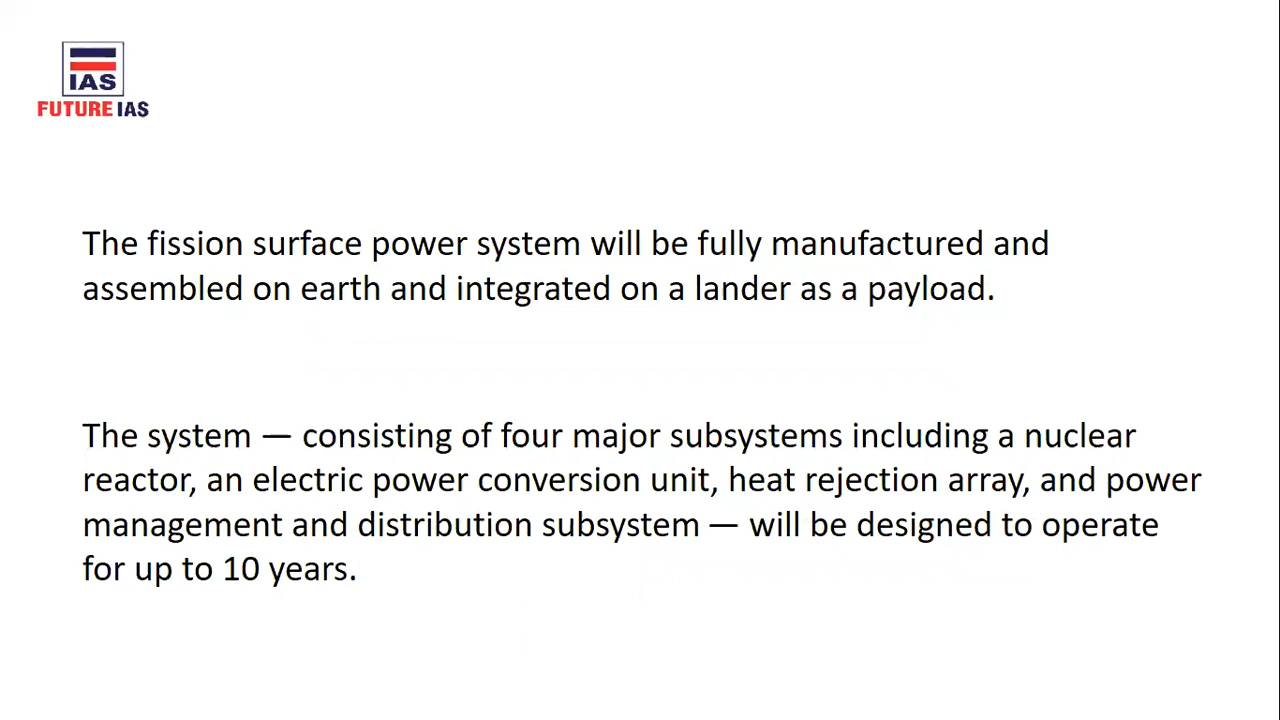 IAS
FUTURE IAS
The fission surface power system will be fully manufactured and
assembled on earth and integrated on a lander as a payload.
The system — consisting of four major subsystems including a nuclear
reactor, an electric power conversion unit, heat rejection array, and power
management and distribution subsystem — will be designed to operate
for up to 10 years.